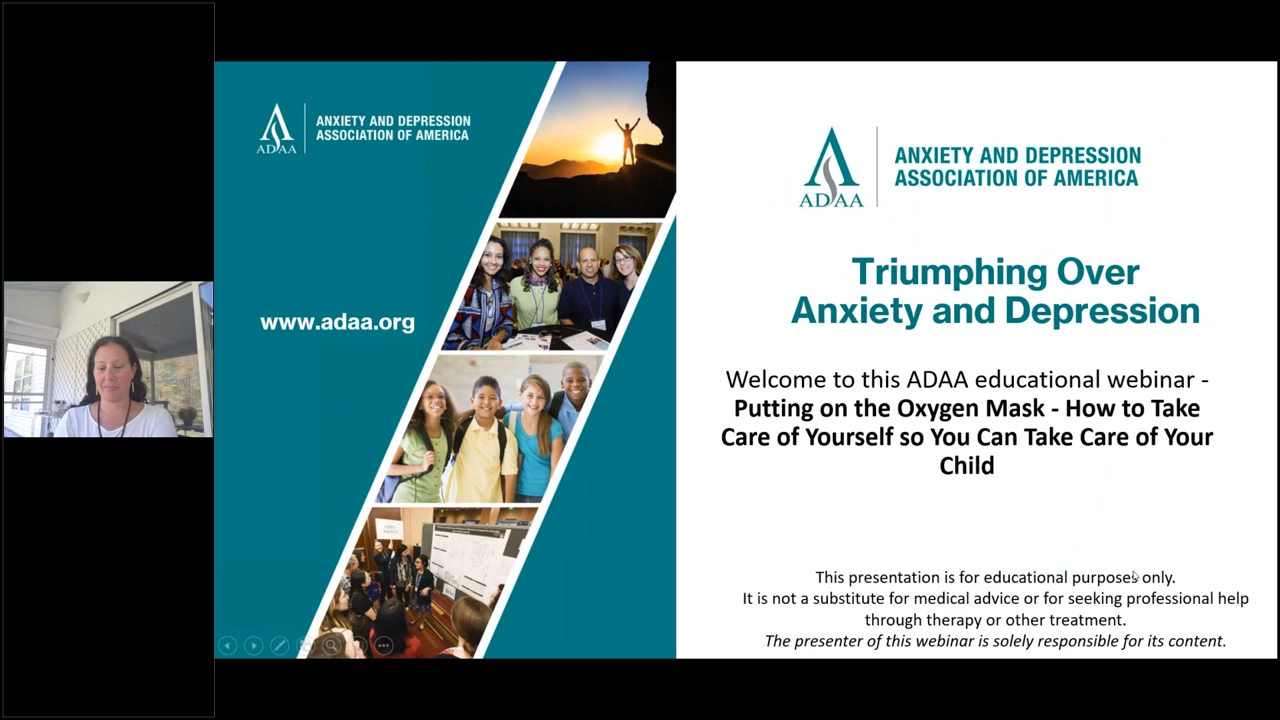 ADAA
ANXIETY AND DEPRESSION
ASSOCIATION OF AMERICA
www.adaa.org
ADAA
ANXIETY AND DEPRESSION
ASSOCIATION OF AMERICA
Triumphing Over
Anxiety and Depression
Welcome to this ADAA educational webinar -
Putting on the Oxygen Mask - How to Take
Care of Yourself so You Can Take Care of Your
Child
This presentation is for educational purposes only.
It is not a substitute for medical advice or for seeking professional help
through therapy or other treatment.
The presenter of this webinar is solely responsible for its content.